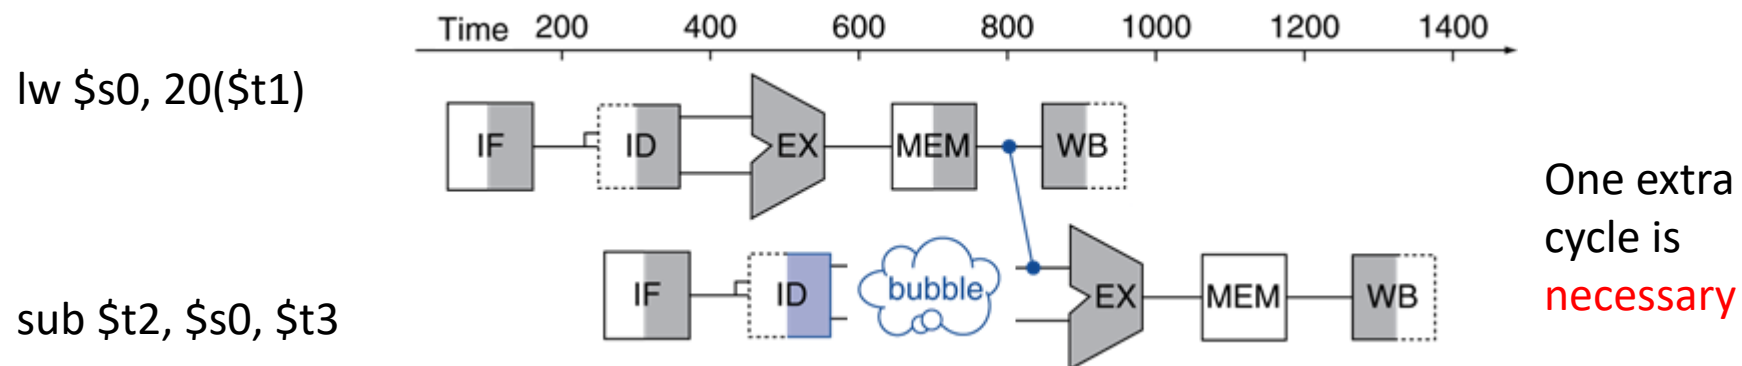 Time 200 400 600 800 1000 1200 1400
lw $s0, 20($t1)
IF ID EX MEM WB
One extra
cycle is
necessary
IF ID bubble EX MEM WB
sub $t2, $s0, $t3